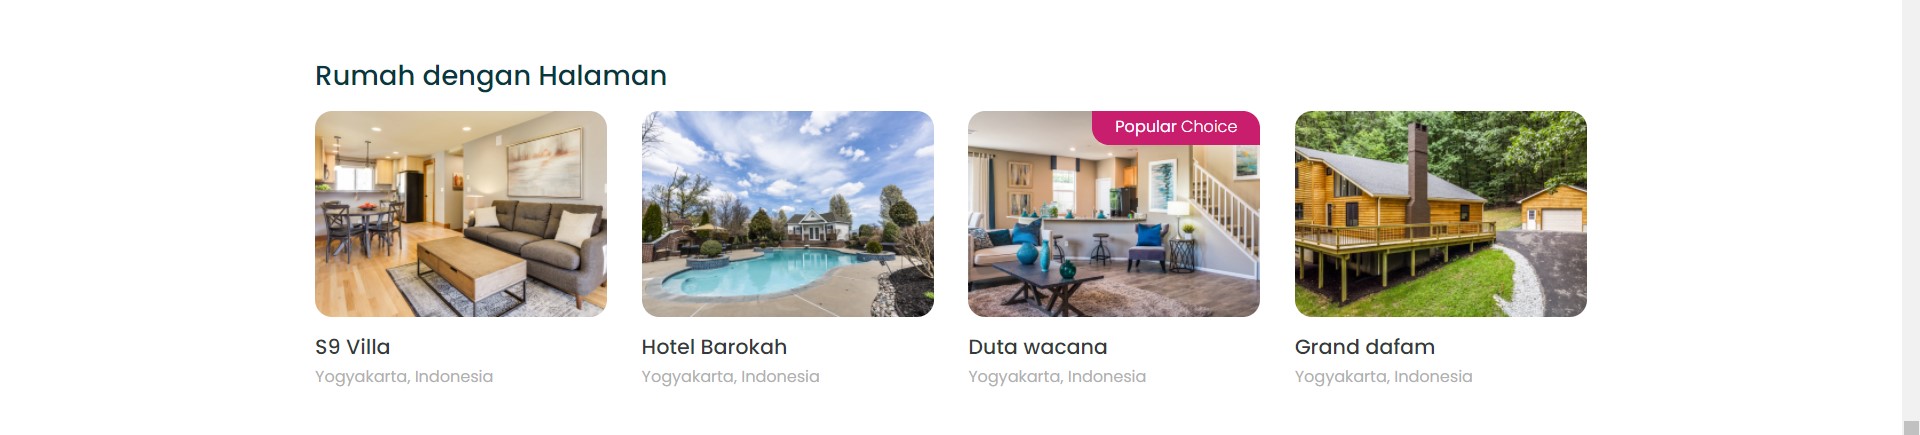 Rumah dengan Halaman
Popular Choice
S9 Villa
Yogyakarta, Indonesia
Hotel Barokah
Yogyakarta, Indonesia
Duta wacana
Yogyakarta, Indonesia
Grand dafam
Yogyakarta, Indonesia